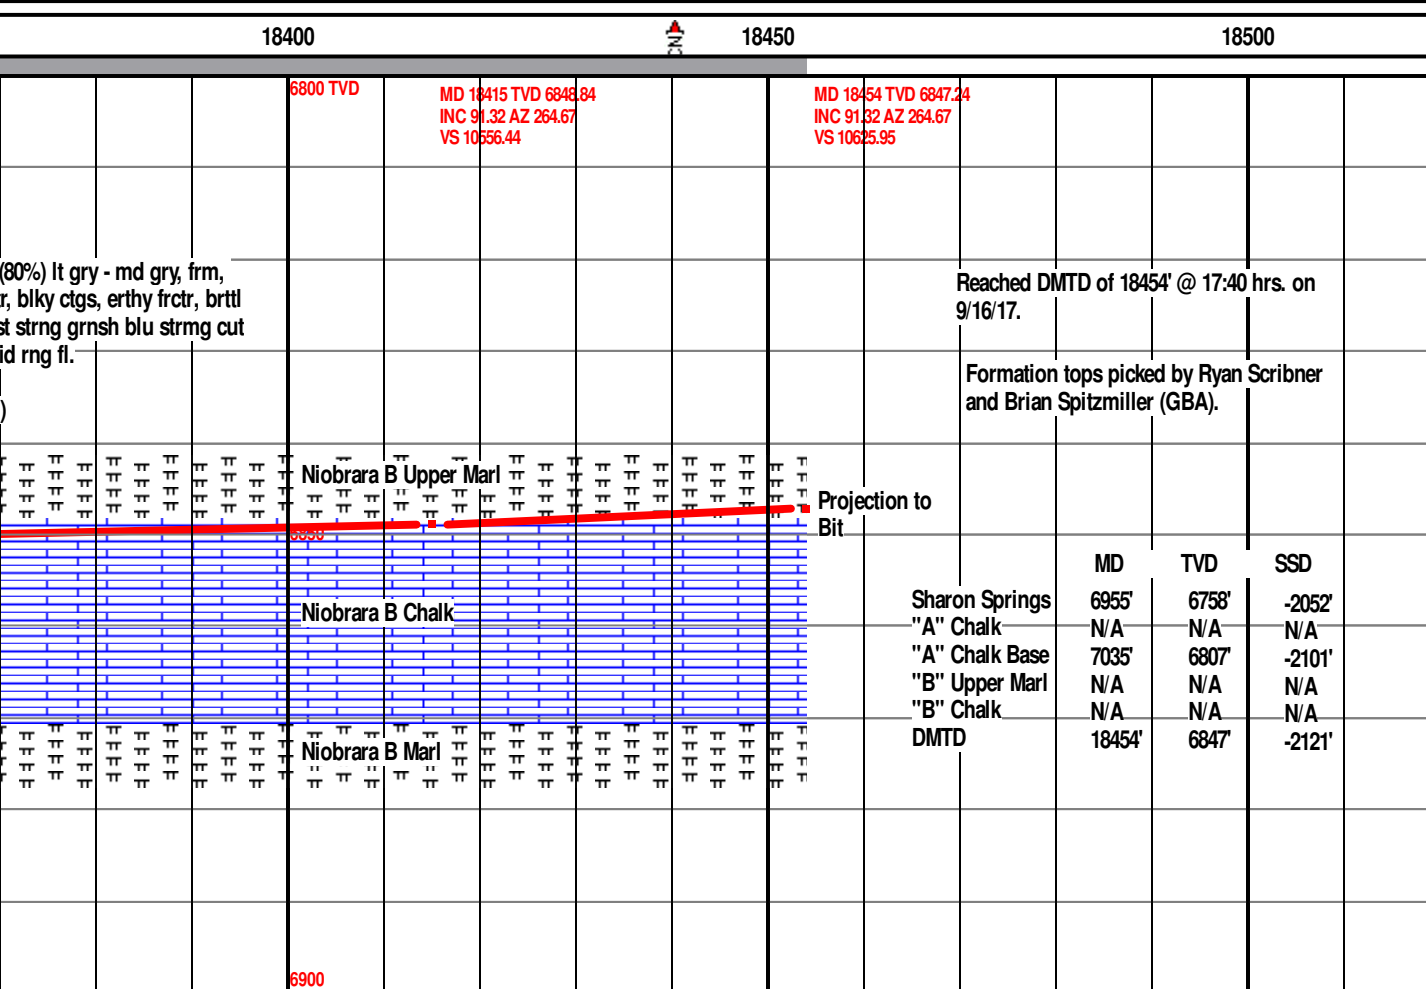 18400
18450
18500
CN
6800 TVD
MD 18415 TVD 6848.84
INC 91.32 AZ 264.67
VS 10556.44
MD 18454 TVD 6847.24
INC 91.32 AZ 264.67
VS 10625.95
(80%) lt gry - md gry, frm,
r, blky ctgs, erthy frctr, brttl
st strng grnsh blu strmg cut
id rng fl.
)
Reached DMTD of 18454' @ 17:40 hrs. on
9/16/17.
Formation tops picked by Ryan Scribner
and Brian Spitzmiller (GBA).
Niobrara B Upper Marl
Projection to
Bit
6850
Niobrara B Chalk
Niobrara B Marl
MD TVD SSD
Sharon Springs 6955' 6758' -2052'
"A" Chalk N/A N/A N/A
"A" Chalk Base 7035' 6807' -2101'
"B" Upper Marl N/A N/A N/A
"B" Chalk N/A N/A N/A
DMTD 18454' 6847' -2121'
6900